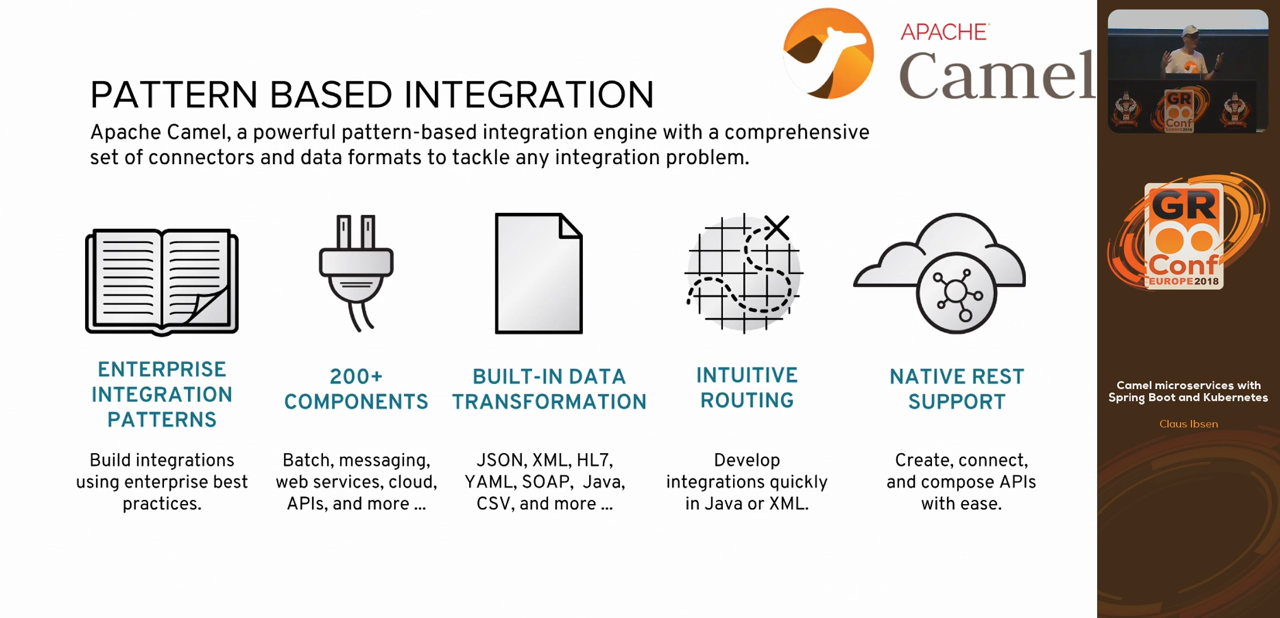 APACHE
Camel
PATTERN BASED INTEGRATION
Apache Camel, a powerful pattern-based integration engine with a comprehensive
set of connectors and data formats to tackle any integration problem.
ENTERPRISE
INTEGRATION
PATTERNS
Build integrations
using enterprise best
practices.
200+
COMPONENTS
Batch, messaging,
web services, cloud,
APIs, and more ...
BUILT-IN DATA
TRANSFORMATION
JSON, XML, HL7,
YAML, SOAP, Java,
CSV, and more ...
INTUITIVE
ROUTING
Develop
integrations quickly
in Java or XML.
NATIVE REST
SUPPORT
Create, connect,
and compose APIs
with ease.
GR
Conf
GR
Conf
EUROPE 2018
Camel microservices with
Spring Boot and Kubernetes
Claus Ibsen